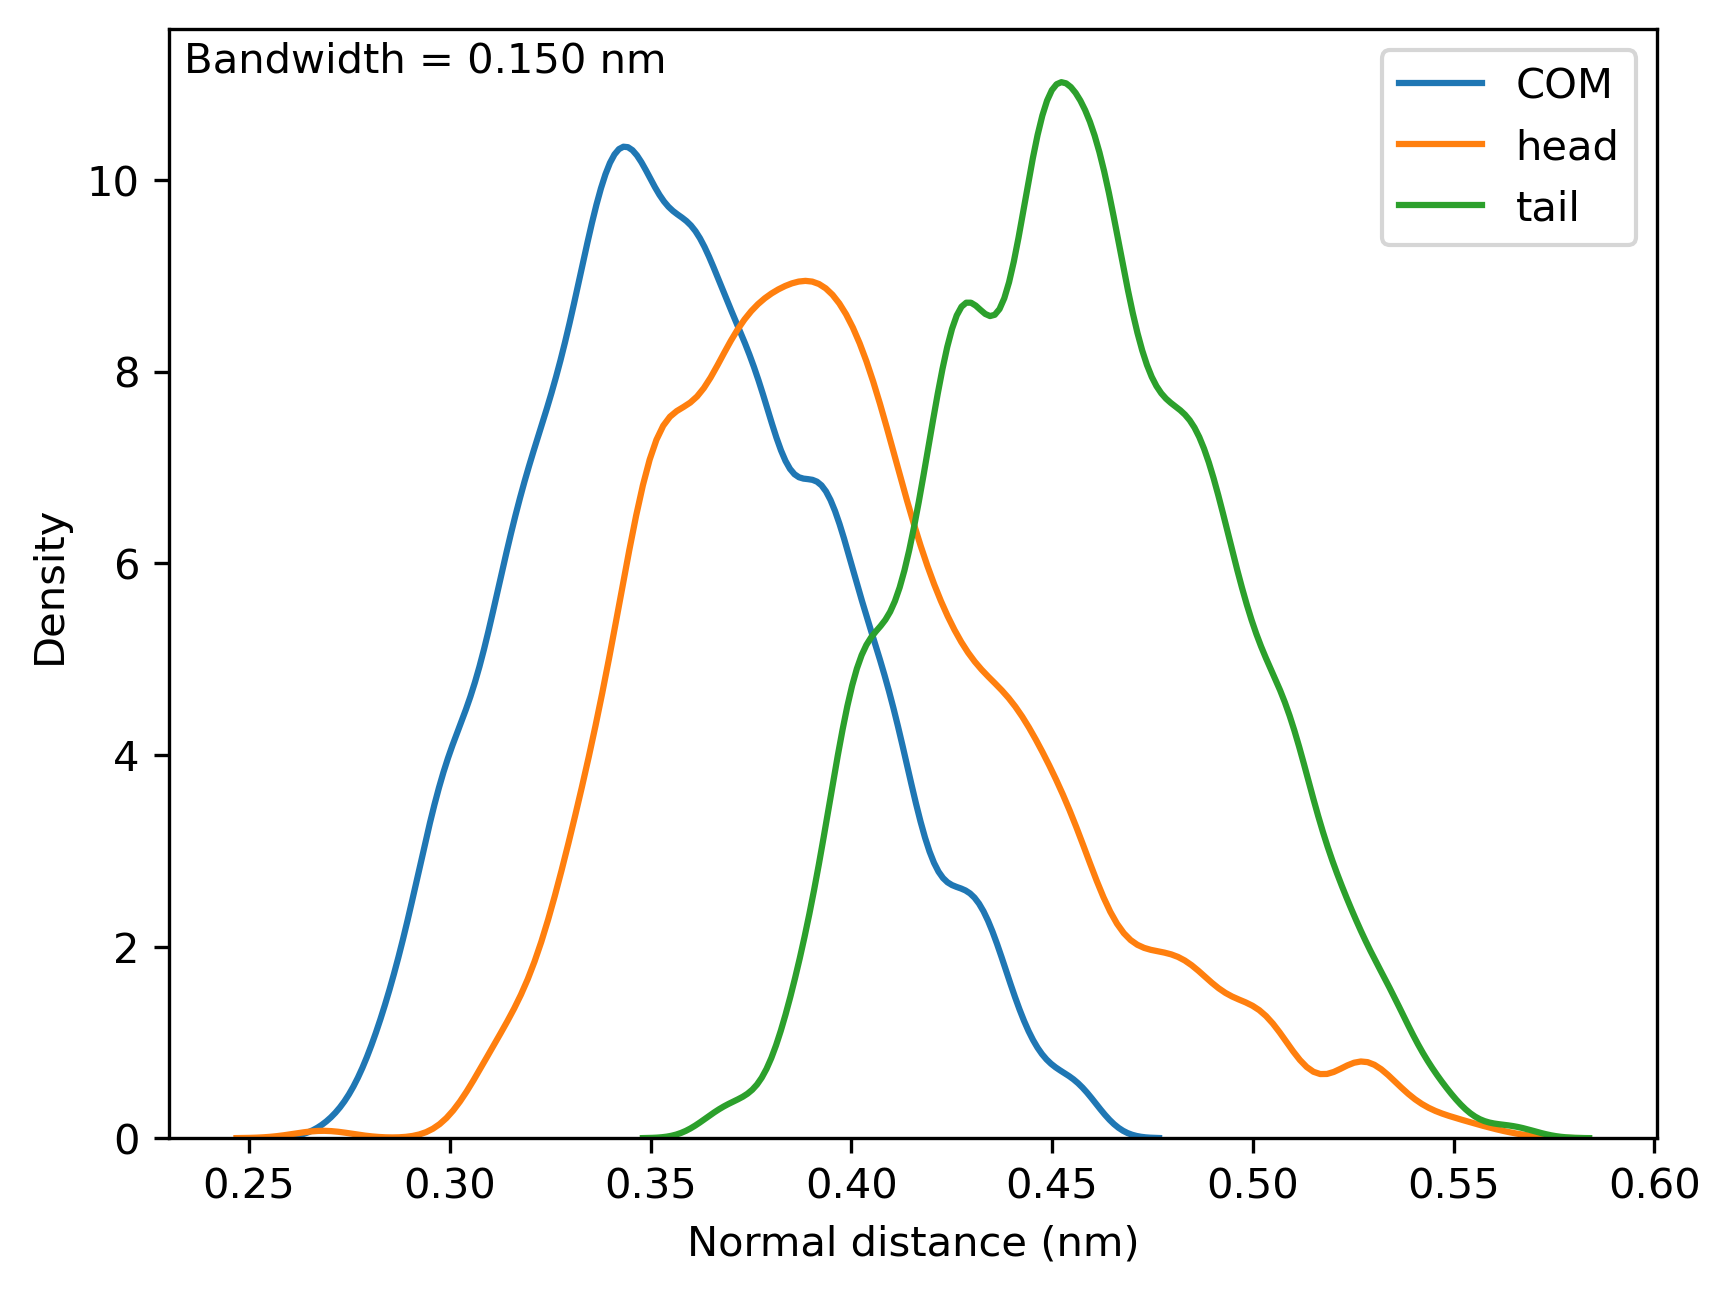 Bandwidth = 0.150 nm
COM
head
tail
Density
10
8
6
4
2
0
0.25 0.30 0.35 0.40 0.45 0.50 0.55 0.60
Normal distance (nm)